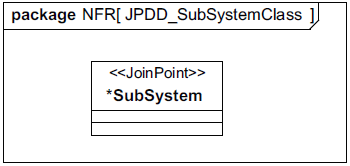 package NFR[ JPDD_SubSystemClass ]
<<JoinPoint>>
*SubSystem